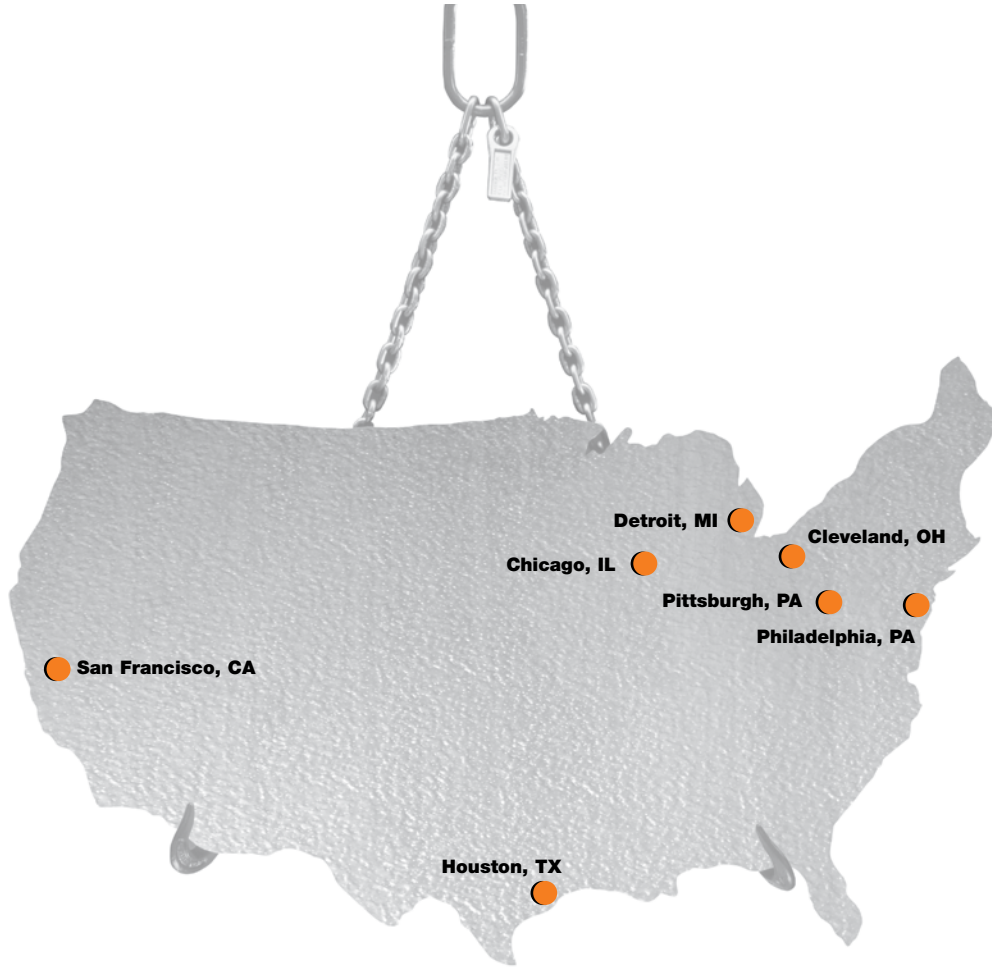 Detroit, MI
Cleveland, OH
Chicago, IL
Pittsburgh, PA
Philadelphia, PA
San Francisco, CA
Houston, TX